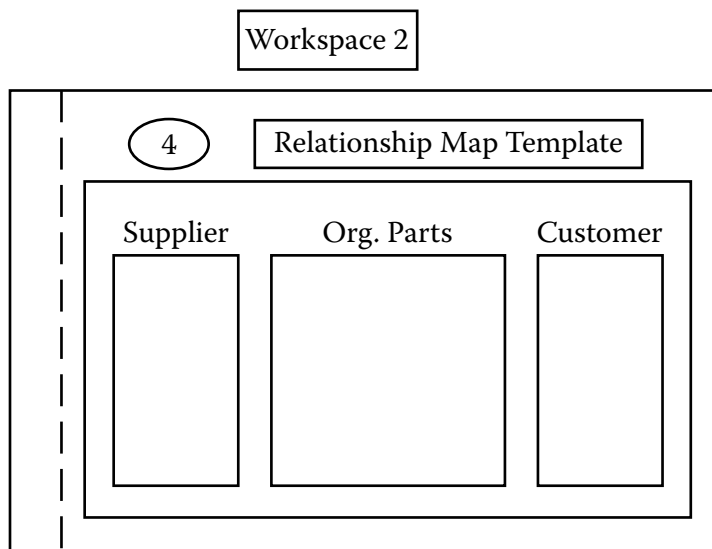 Workspace 2
4 Relationship Map Template
Supplier Org. Parts Customer